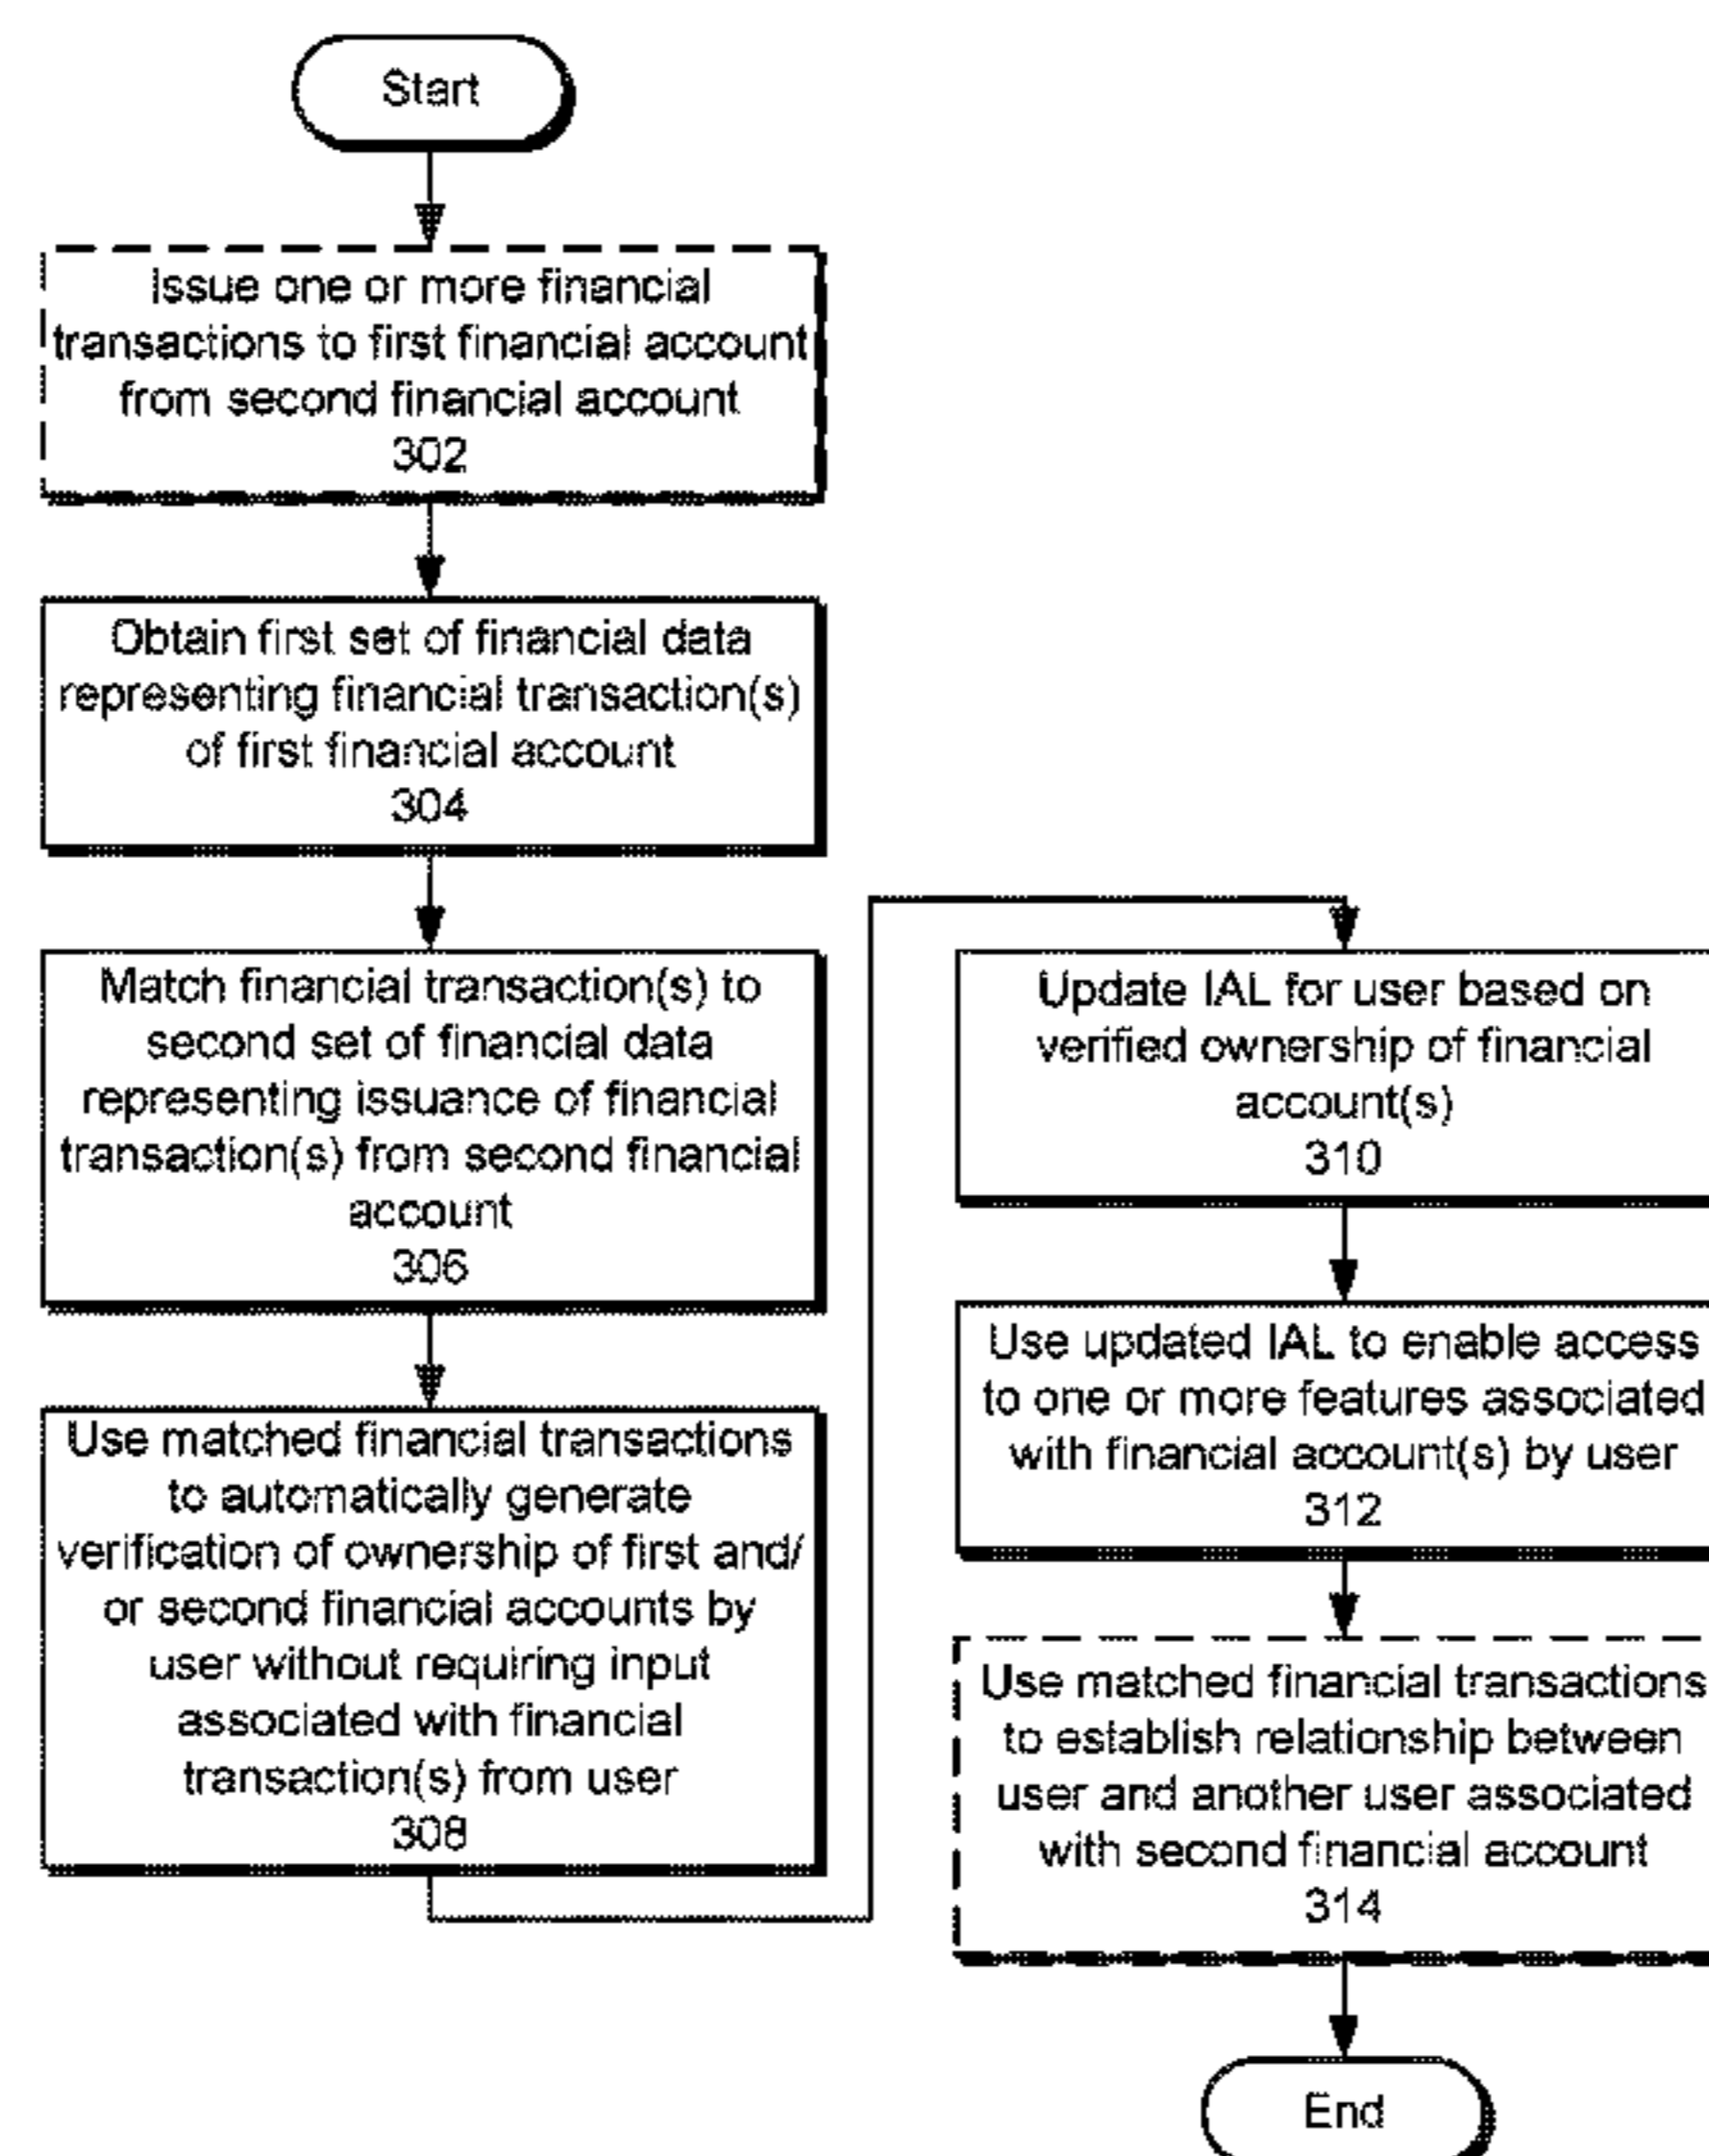 Start
Issue one or more financial
transactions to first financial account
from second financial account
302
Obtain first set of financial data
representing financial transaction(s)
of first financial account
304
Match financial transaction(s) to
second set of financial data
representing issuance of financial
transaction(s) from second financial
account
306
Use matched financial transactions
to automatically generate
verification of ownership of first and/
or second financial accounts by
user without requiring input
associated with financial
transaction(s) from user
308
Update IAL for user based on
verified ownership of financial
account(s)
310
Use updated IAL to enable access
to one or more features associated
with financial account(s) by user
312
Use matched financial transactions
to establish relationship between
user and another user associated
with second financial account
314
End